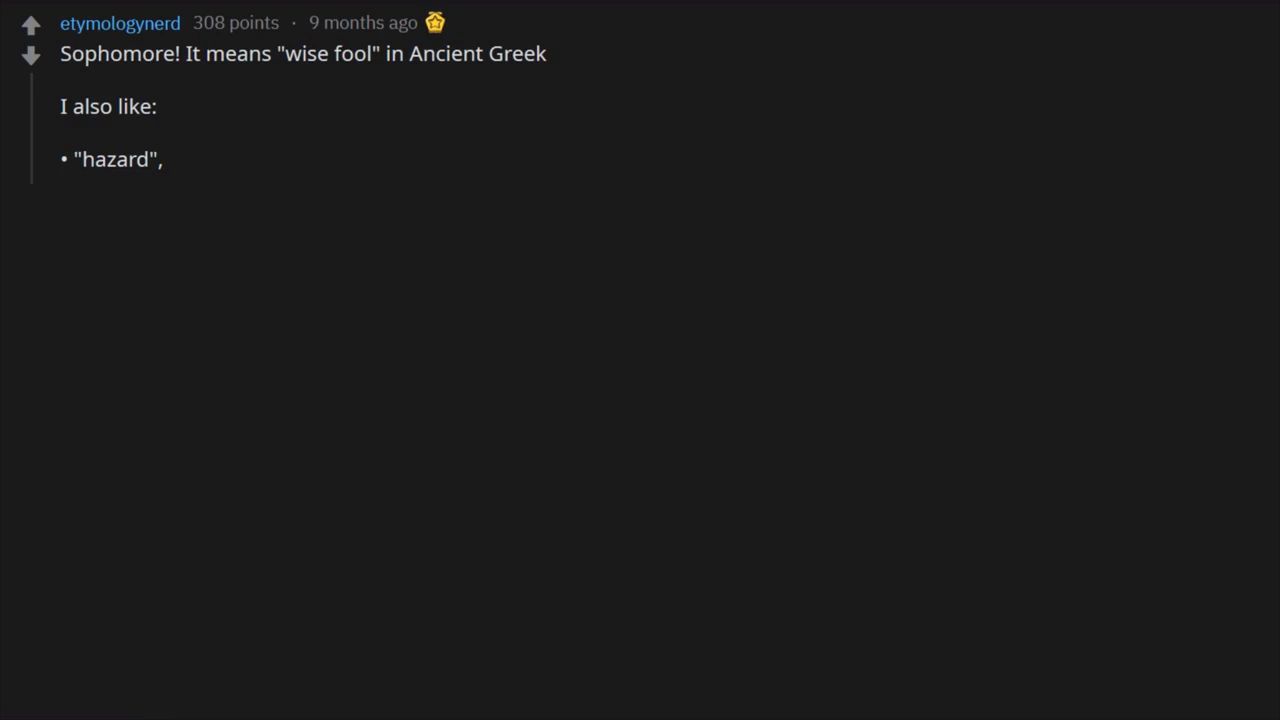 etymologynerd 308 points · 9 months ago
Sophomore! It means "wise fool" in Ancient Greek
I also like:
• "hazard",